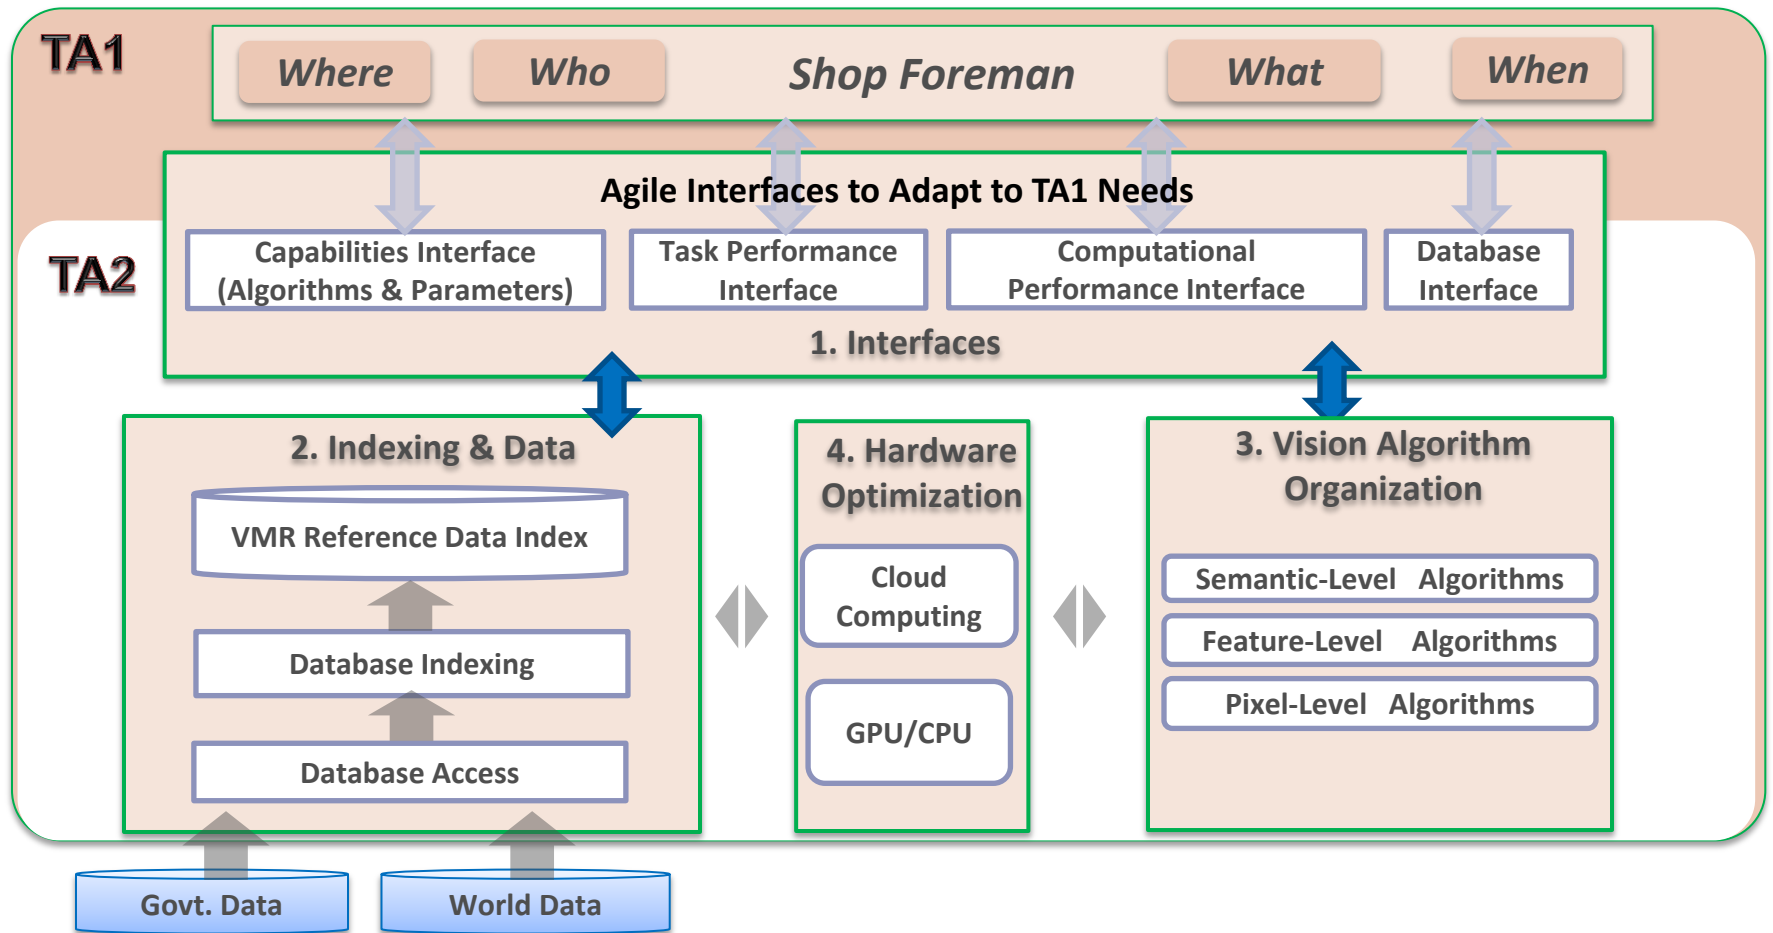 TA1
Where
Who
Shop Foreman
What
When
Agile Interfaces to Adapt to TA1 Needs
TA2
Capabilities Interface
(Algorithms & Parameters)
Task Performance
Interface
Computational
Performance Interface
Database
Interface
1. Interfaces
2. Indexing & Data
VMR Reference Data Index
Database Indexing
Database Access
4. Hardware
Optimization
Cloud
Computing
GPU/CPU
3. Vision Algorithm
Organization
Semantic-Level Algorithms
Feature-Level Algorithms
Pixel-Level Algorithms
Govt. Data
World Data